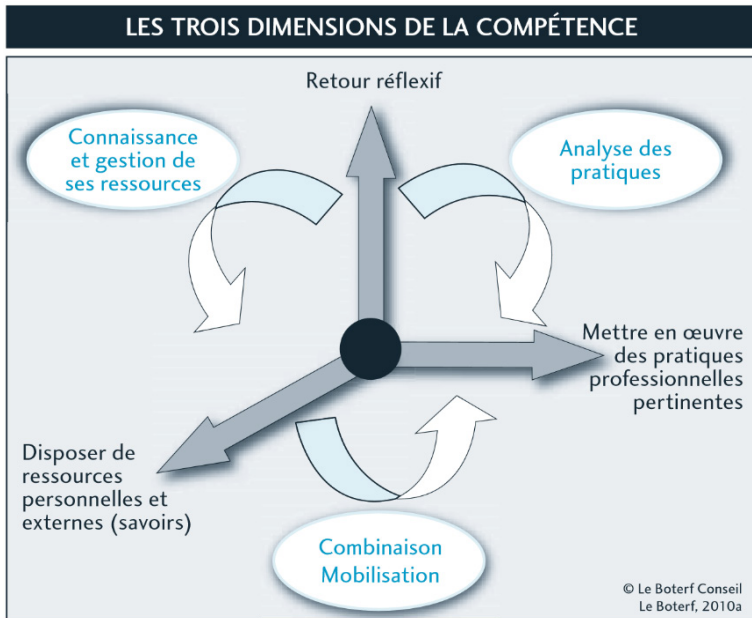 LES TROIS DIMENSIONS DE LA COMPÉTENCE
Retour réflexif
Connaissance
et gestion de
ses ressources
Analyse des
pratiques
Mettre en œuvre
des pratiques
professionnelles
pertinentes
Disposer de
ressources
personnelles et
externes (savoirs)
Combinaison
Mobilisation
© Le Boterf Conseil
Le Boterf, 2010a